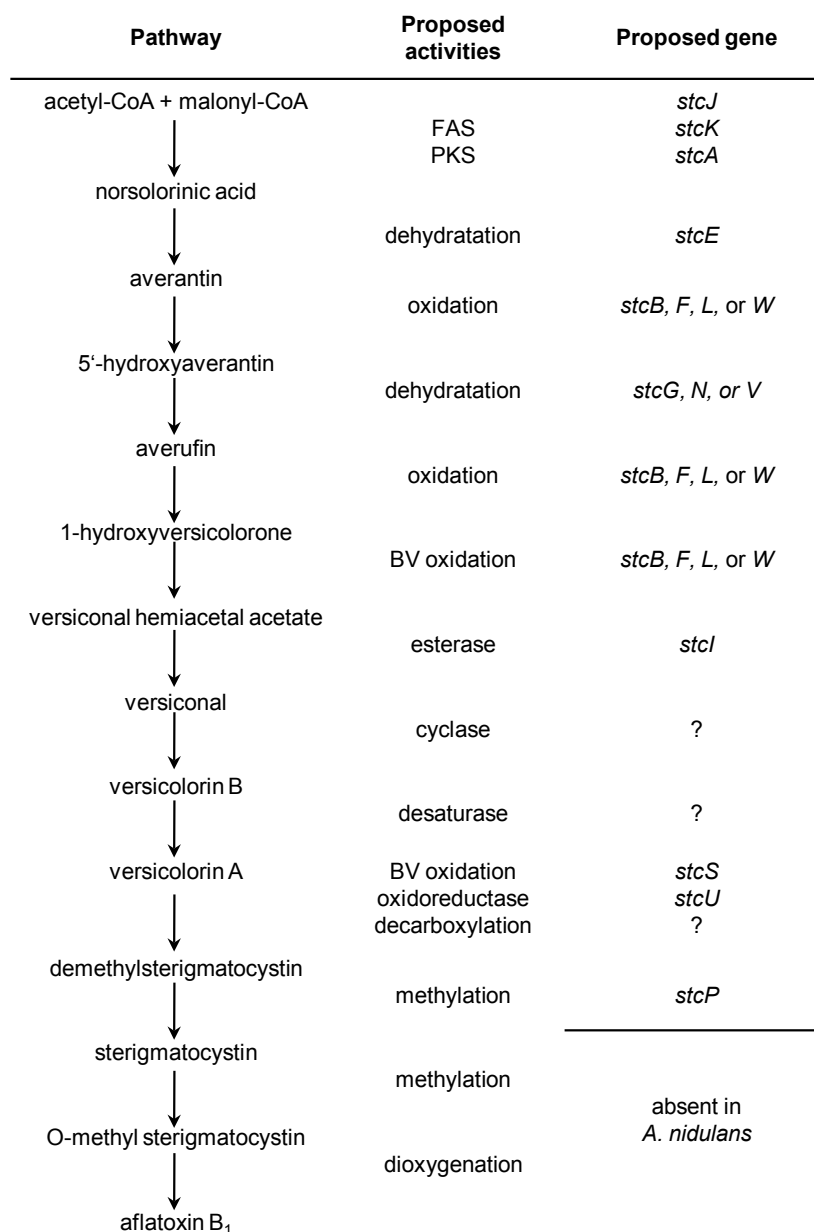 Pathway Proposed activities Proposed gene
acetyl-CoA + malonyl-CoA stcJ
FAS stcK
PKS stcA
norsolorinic acid
dehydratation stcE
averantin
oxidation stcB, F, L, or W
5‘-hydroxyaverantin
dehydratation stcG, N, or V
averufin
oxidation stcB, F, L, or W
1-hydroxyversicolorone
BV oxidation stcB, F, L, or W
versiconal hemiacetal acetate
esterase stcI
versiconal
cyclase ?
versicolorin B
desaturase ?
versicolorin A BV oxidation stcS
oxidoreductase stcU
decarboxylation ?
demethylsterigmatocystin
methylation stcP
sterigmatocystin
methylation
absent in
O-methyl sterigmatocystin A. nidulans
dioxygenation
aflatoxin B₁